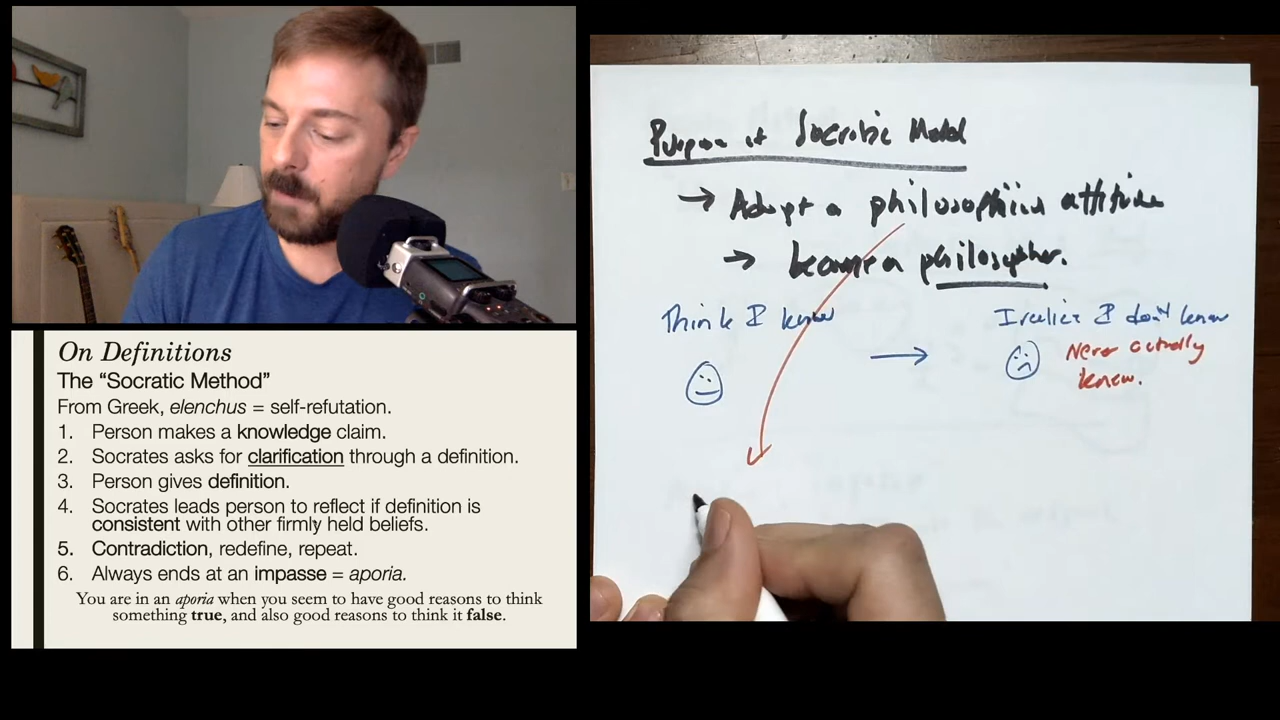 On Definitions
The “Socratic Method”
From Greek, elenchus = self-refutation.
1. Person makes a knowledge claim.
2. Socrates asks for clarification through a definition.
3. Person gives definition.
4. Socrates leads person to reflect if definition is
consistent with other firmly held beliefs.
5. Contradiction, redefine, repeat.
6. Always ends at an impasse = aporia.
You are in an aporia when you seem to have good reasons to think
something true, and also good reasons to think it false.
Purpose of Socratic Model
→ Adopt a philosophical attitude
→ become a philosopher.
Think I know
→
I realize I don't know
Never actually
knew.